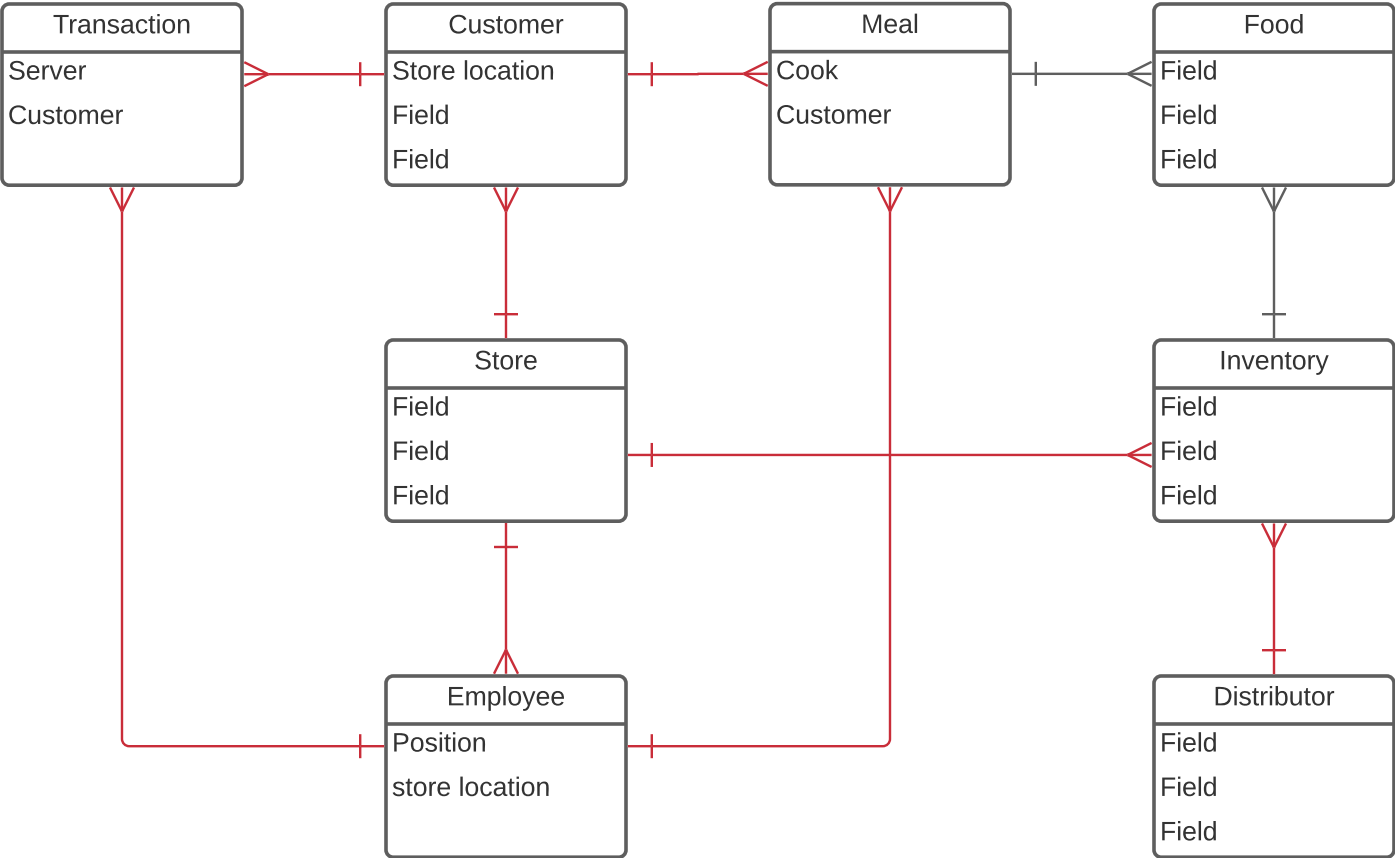 Transaction
Server
Customer
Customer
Store location
Field
Field
Meal
Cook
Customer
Food
Field
Field
Field
Store
Field
Field
Field
Inventory
Field
Field
Field
Employee
Position
store location
Distributor
Field
Field
Field